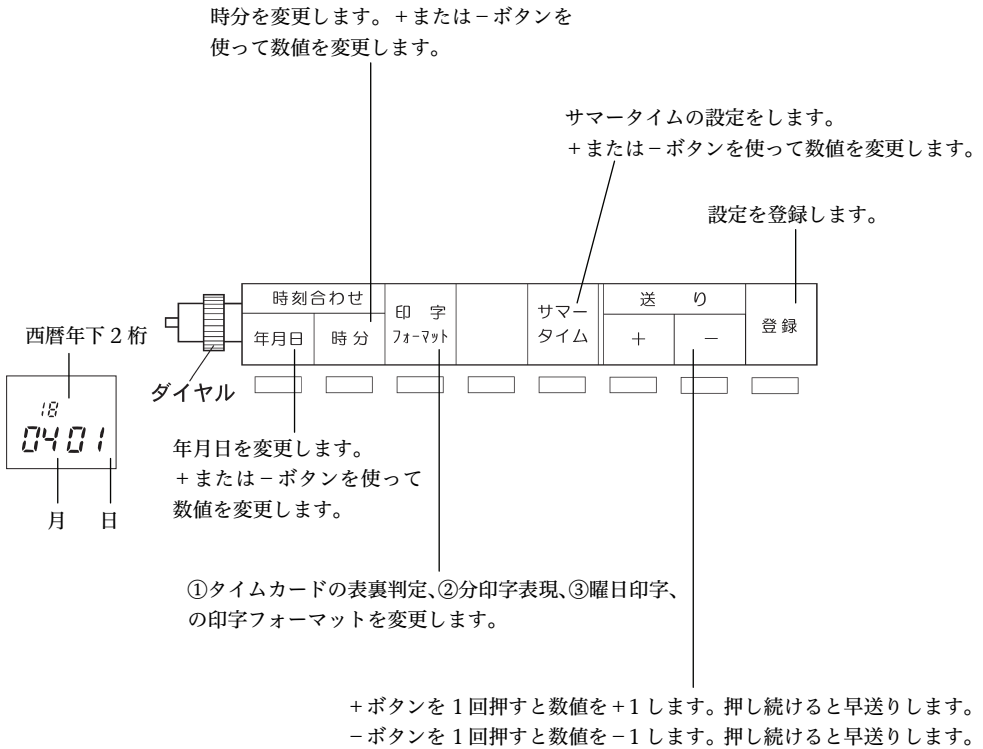 時分を変更します。+または−ボタンを
使って数値を変更します。
サマータイムの設定をします。
+または−ボタンを使って数値を変更します。
設定を登録します。
時刻合わせ
年月日
時分
印 字
フォーマット
サマー
タイム
送 り
+
−
登録
西暦年下2桁
ダイヤル
18
04 01
月
日
年月日を変更します。
+または−ボタンを使って
数値を変更します。
①タイムカードの表裏判定、②分印字表現、③曜日印字、
の印字フォーマットを変更します。
+ボタンを1回押すと数値を+1します。押し続けると早送りします。
−ボタンを1回押すと数値を−1します。押し続けると早送りします。